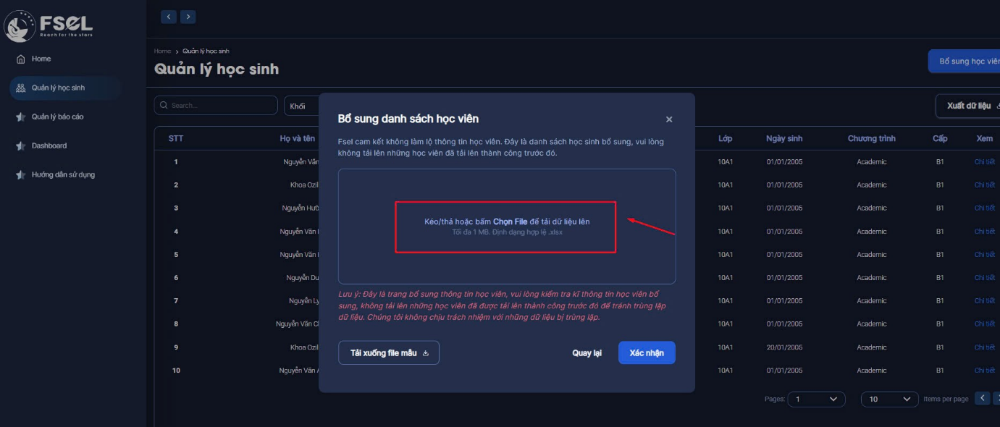 FSEL
Reach for the stars
Home
Quản lý học sinh
Quản lý báo cáo
Dashboard
Hướng dẫn sử dụng
Home > Quản lý học sinh
Quản lý học sinh
Bổ sung học viên
Search...
Khối
Xuất dữ liệu
STT Họ và tên Lớp Ngày sinh Chương trình Cấp Xem
1 Nguyễn Văn 10A1 01/01/2005 Academic B1 Chi tiết
2 Khoa Ozil 10A1 01/01/2005 Academic B1 Chi tiết
3 Nguyễn Hườ 10A1 01/01/2005 Academic B1 Chi tiết
4 Nguyễn Văn 10A1 01/01/2005 Academic B1 Chi tiết
5 Nguyễn Văn 10A1 01/01/2005 Academic B1 Chi tiết
6 Nguyễn Du 10A1 01/01/2005 Academic B1 Chi tiết
7 Nguyễn Ly 10A1 01/01/2005 Academic B1 Chi tiết
8 Nguyễn Văn C 10A1 01/01/2005 Academic B1 Chi tiết
9 Khoa Ozil 10A1 20/01/2005 Academic B1 Chi tiết
10 Nguyễn Văn 10A1 01/01/2005 Academic B1 Chi tiết
Pages: 1 10 Items per page
Bổ sung danh sách học viên
Fsel cam kết không làm lộ thông tin học viên. Đây là danh sách học sinh bổ sung, vui lòng
không tải lên những học viên đã tải lên thành công trước đó.
Kéo/thả hoặc bấm Chọn File để tải dữ liệu lên
Tối đa 1 MB. Định dạng hợp lệ .xlsx
Lưu ý: Đây là trang bổ sung thông tin học viên, vui lòng kiểm tra kĩ thông tin học viên bổ
sung, không tải lên những học viên đã được tải lên thành công trước đó để tránh trùng lặp
dữ liệu. Chúng tôi không chịu trách nhiệm với những dữ liệu bị trùng lặp.
Tải xuống file mẫu
Quay lại
Xác nhận